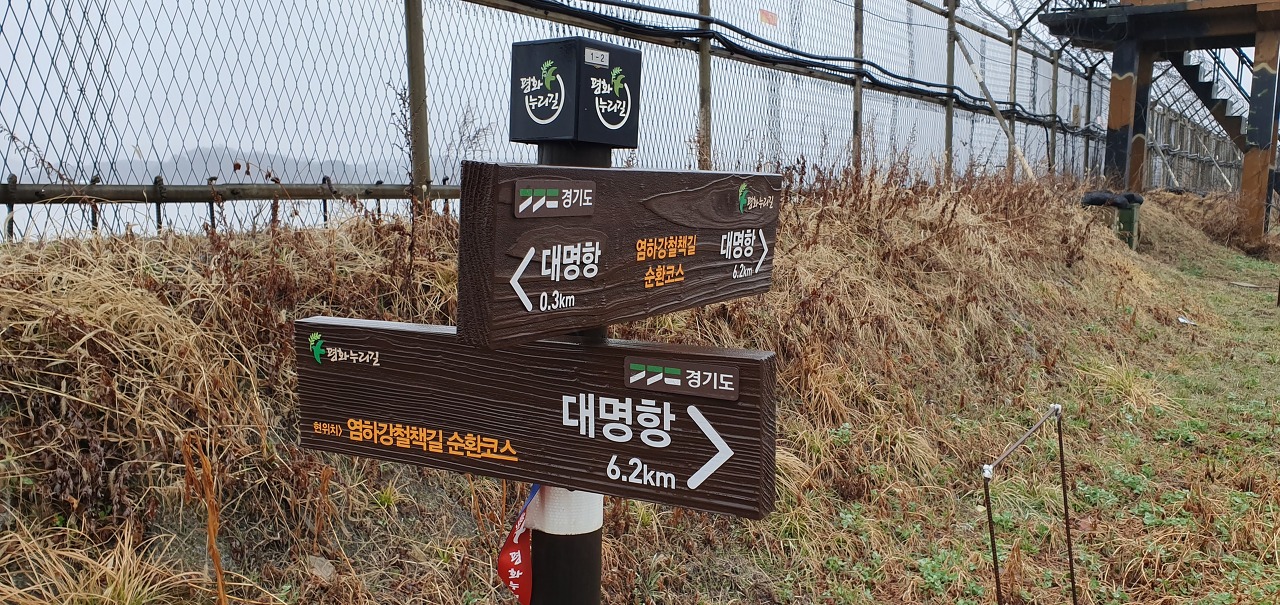 1-2
평화
누리길
평화
누리길
경기도
평화누리길
대명항
0.3km
염하강철책길
순환코스
대명항
6.2km
평화누리길
경기도
대명항
6.2km
현위치> 염하강철책길 순환코스
평화누